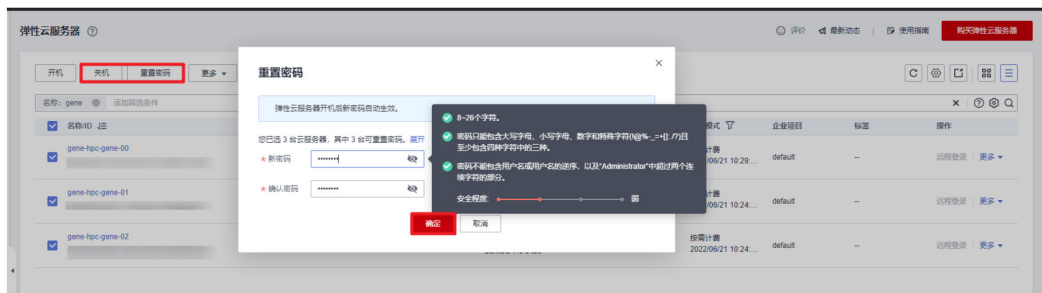 弹性云服务器
评价 最新动态 | 使用指南 购买弹性云服务器
开机 关机 重置密码 更多
名称: gene 添加筛选条件
名称/ID 模式 企业项目 标签 操作
重置密码
弹性云服务器开机后新密码自动生效。
您已选 3 台云服务器，其中 3 台可重置密码。展开
* 新密码 ········
* 确认密码 ········
确定 取消
8~26个字符。
密码只能包含大写字母、小写字母、数字和特殊字符(!@%-_=+[]:./?)且
至少包含四种字符中的三种。
密码不能包含用户名或用户名的逆序，以及"Administrator"中超过两个连
续字符的部分。
安全程度: 弱
gene-hpc-gene-00 计费
/06/21 10:29:... default -- 远程登录 | 更多
gene-hpc-gene-01 计费
/06/21 10:24:... default -- 远程登录 | 更多
gene-hpc-gene-02 按需计费
2022/06/21 10:24:... default -- 远程登录 | 更多